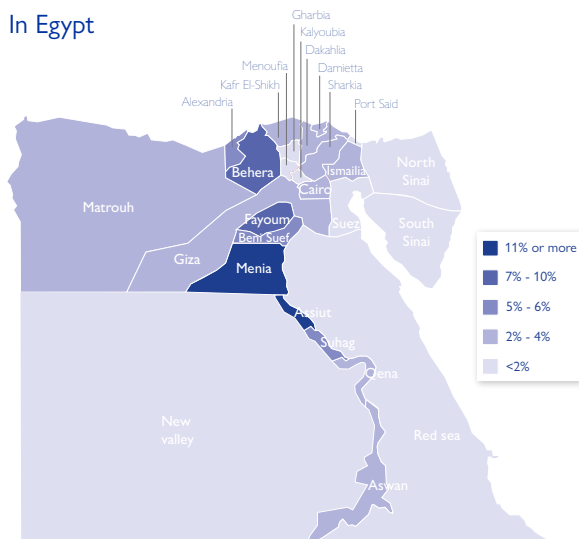 In Egypt
Gharbia
Kalyoubia
Dakahlia
Menoufia
Damietta
Kafr El-Shikh
Sharkia
Alexandria
Port Said
North
Sinai
Behera
Ismailia
Cairo
Matrouh
Fayoum
Suez
South
Sinai
Beni Suef
Giza
Menia
11% or more
7% - 10%
5% - 6%
2% - 4%
<2%
Assiut
Suhag
Qena
New
valley
Red sea
Aswan